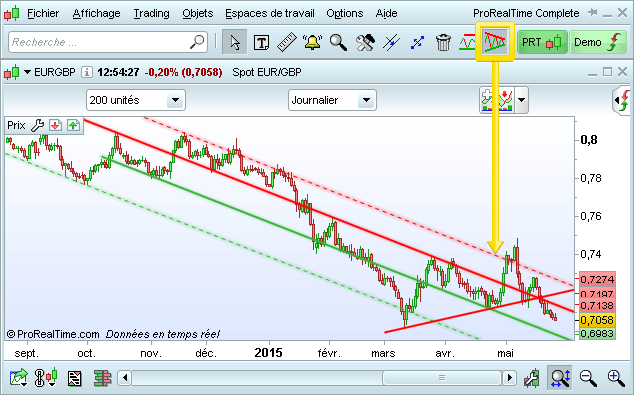 Fichier Affichage Trading Objets Espaces de travail Options Aide ProRealTime Complete
Recherche ... PRT Demo
EURGBP 12:54:27 -0,20% (0,7058) Spot EUR/GBP
200 unités Journalier
Prix
0,8
0,78
0,76
0,74
0,7274
0,7197
0,7138
0,7058
0,6983
© ProRealTime.com Données en temps réel
sept. oct. nov. déc. 2015 févr. mars avr. mai